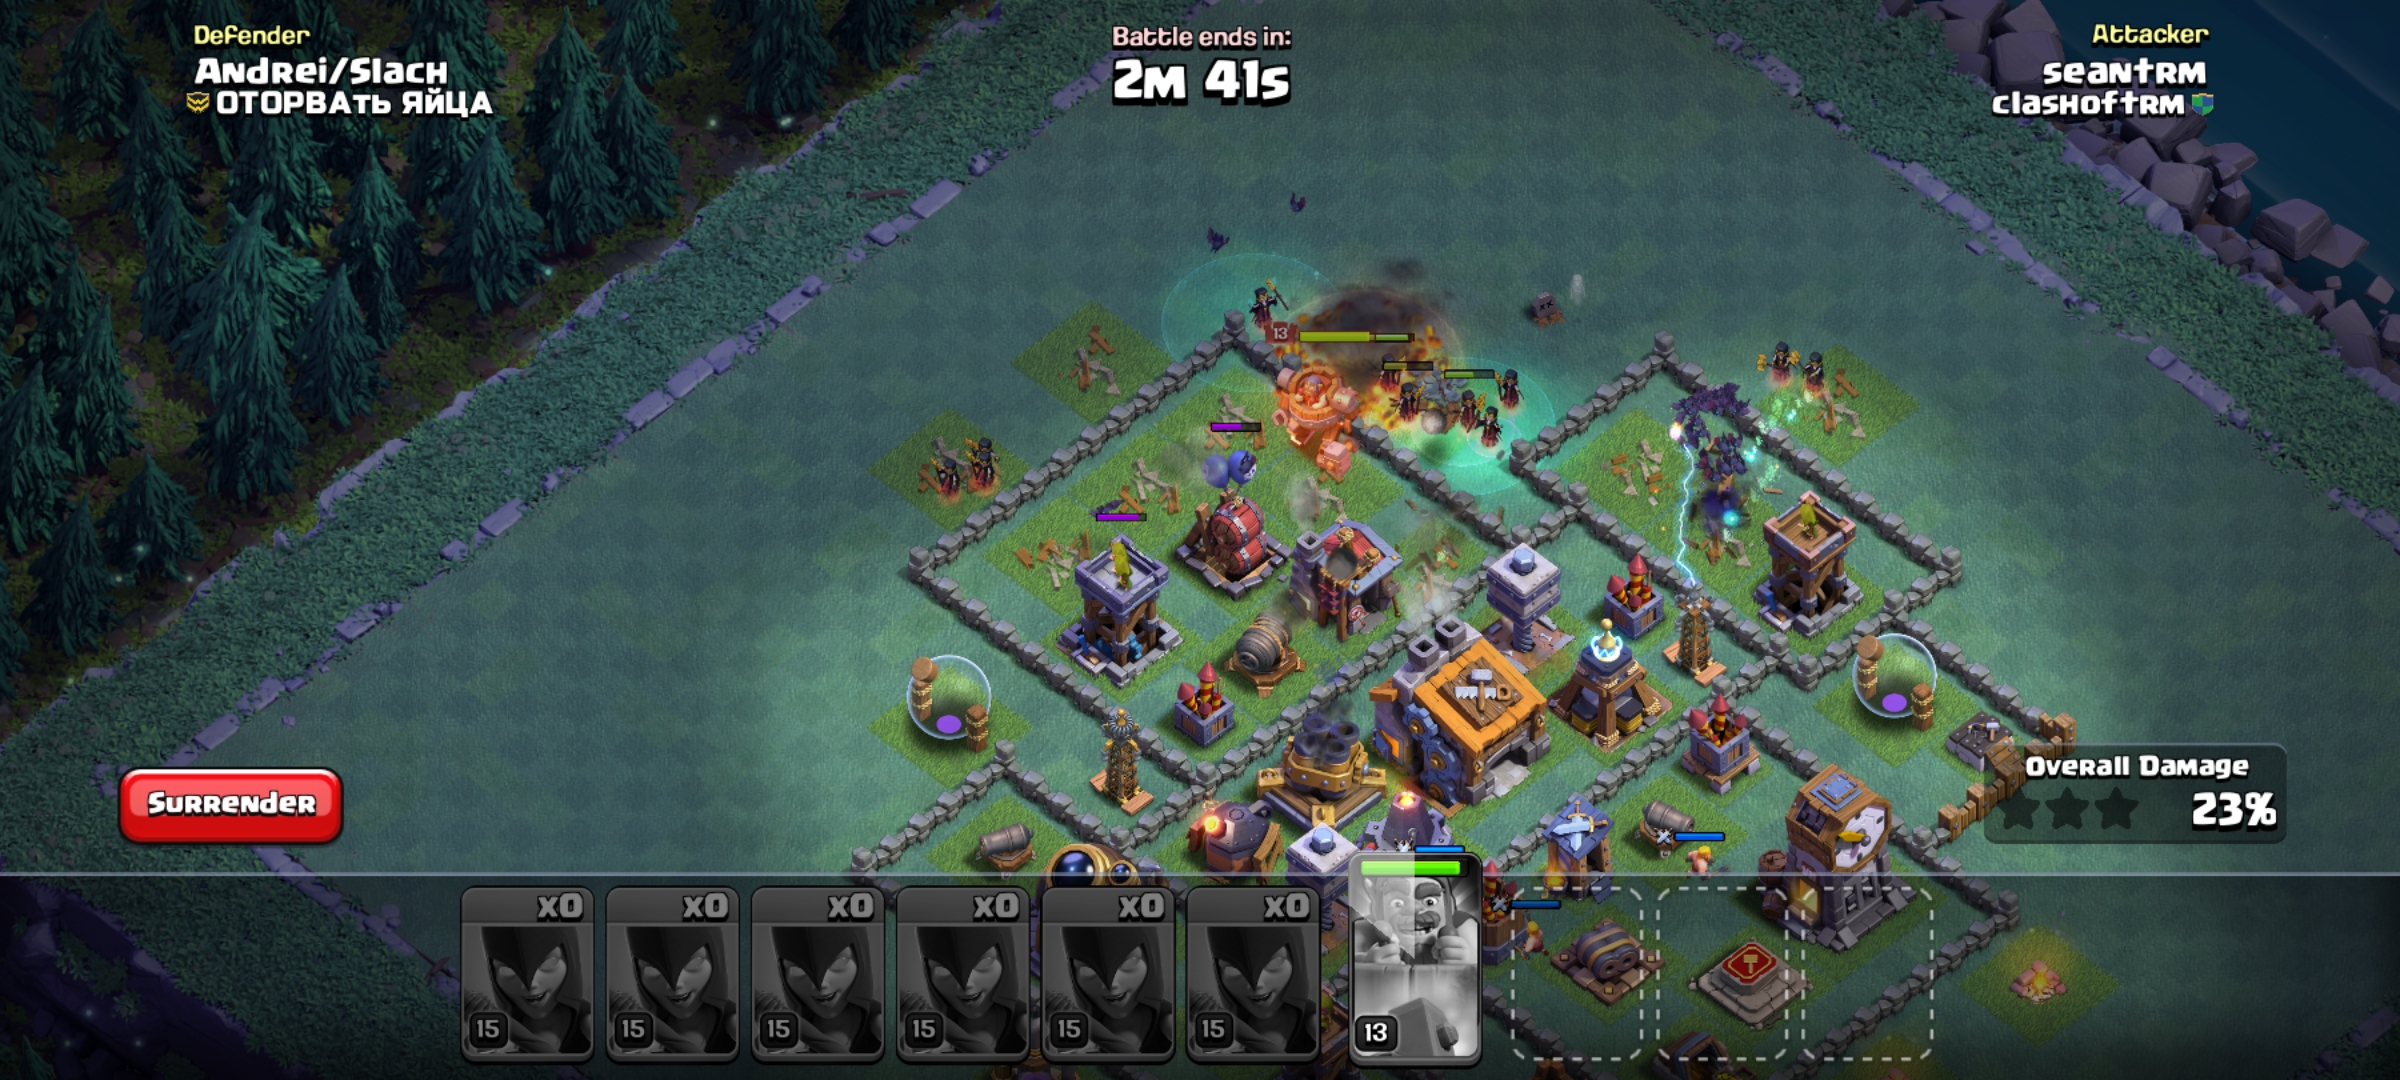 Defender
Andrei/Slach
ОТОРВАТЬ ЯЙЦА
Battle ends in:
2M 41s
Attacker
seantRM
clashoftRM
13
Surrender
Overall Damage
23%
x0
x0
x0
x0
x0
x0
15
15
15
15
15
15
13